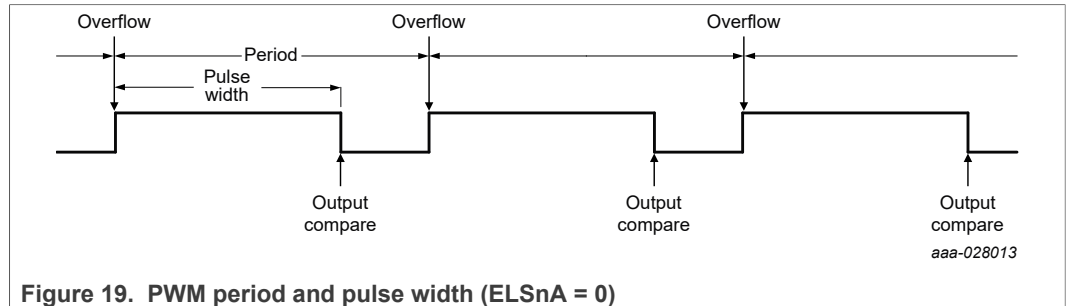 Overflow
Overflow
Overflow
Period
Pulse
width
Output
compare
Output
compare
Output
compare
aaa-028013
Figure 19. PWM period and pulse width (ELSnA = 0)